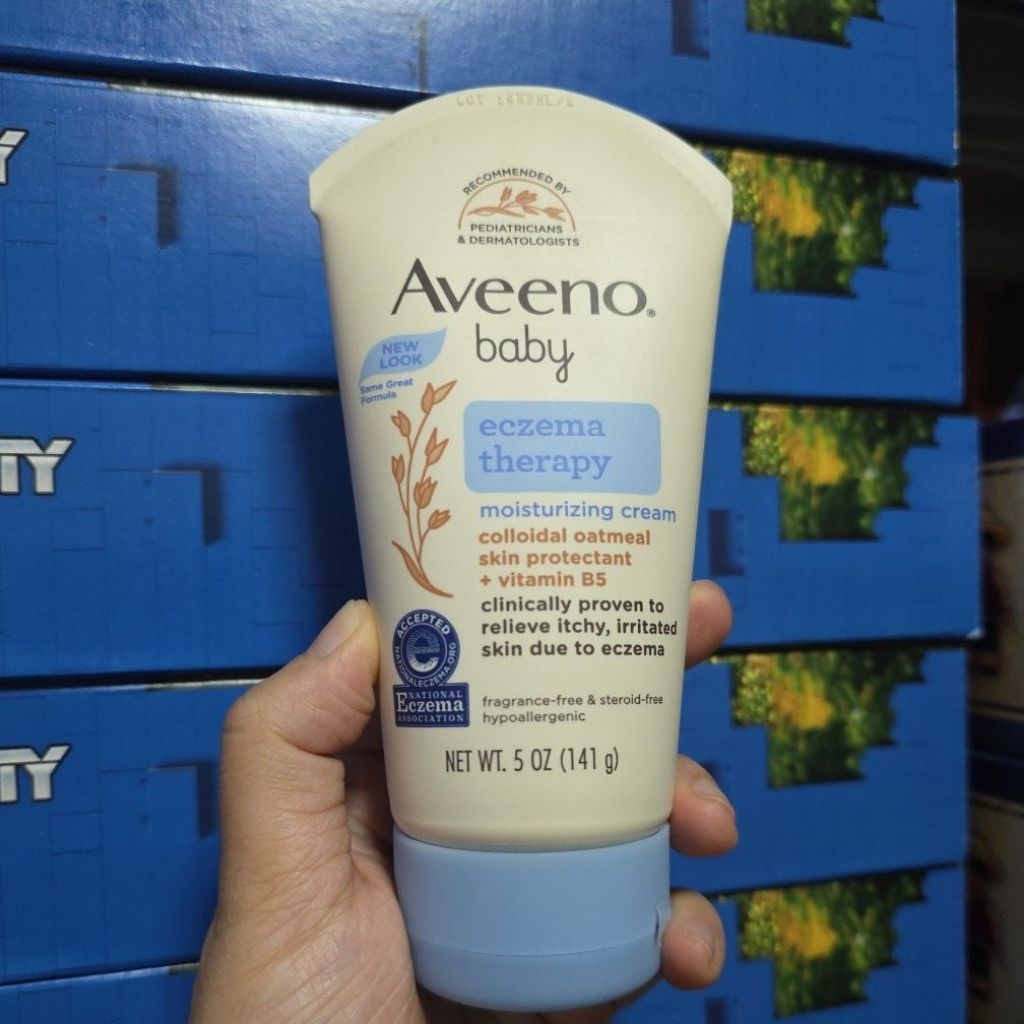 RECOMMENDED BY
PEDIATRICIANS
& DERMATOLOGISTS
Aveeno®
baby
NEW
LOOK
Same Great
Formula
eczema
therapy
moisturizing cream
colloidal oatmeal
skin protectant
+ vitamin B5
clinically proven to
relieve itchy, irritated
skin due to eczema
ACCEPTED
NATIONALECZEMA.ORG
NATIONAL
Eczema
ASSOCIATION
fragrance-free & steroid-free
hypoallergenic
NET WT. 5 OZ (141 g)
TY
TY